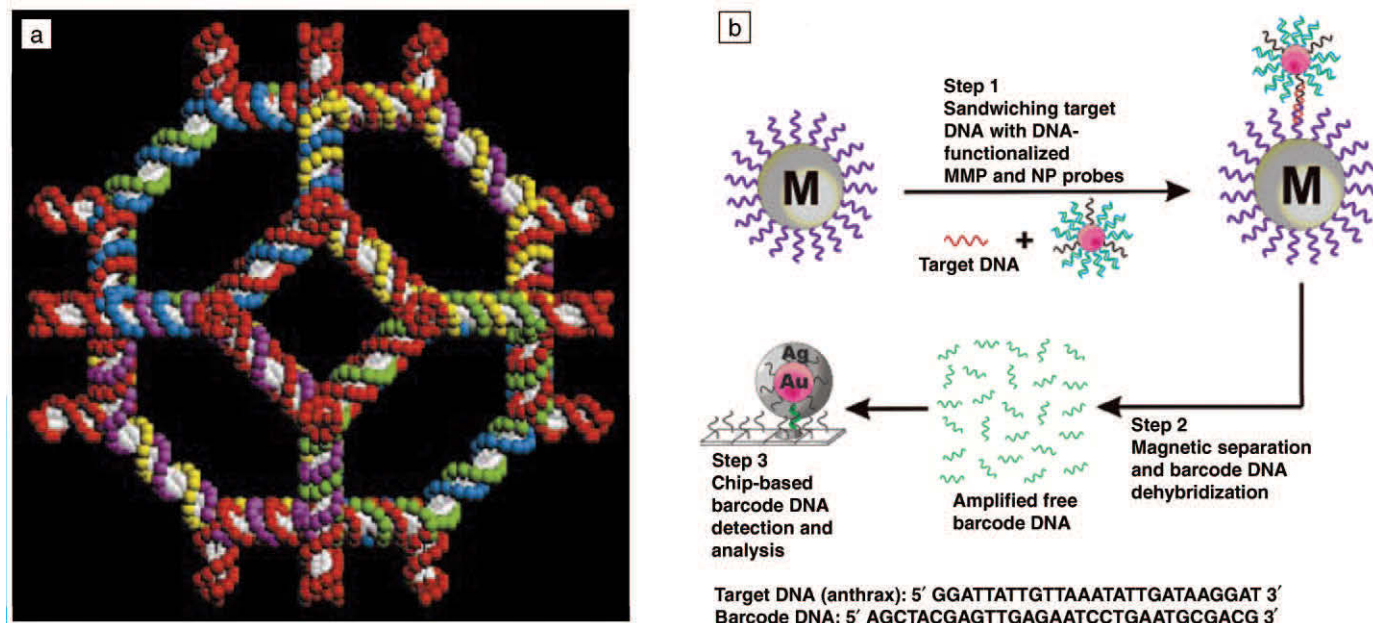 a
b
Step 1
Sandwiching target
DNA with DNA-
functionalized
MMP and NP probes
M
M
Target DNA
+
Ag
Au
Step 2
Magnetic separation
and barcode DNA
dehybridization
Step 3
Chip-based
barcode DNA
detection and
analysis
Amplified free
barcode DNA
Target DNA (anthrax): 5′ GGATTATTGTTAAATATTGATAAGGAT 3′
Barcode DNA: 5′ AGCTACGAGTTGAGAATCCTGAATGCGACG 3′